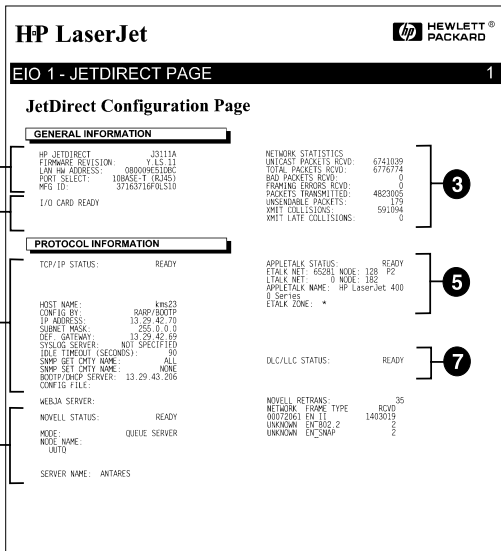 HP LaserJet
hp HEWLETT® PACKARD
EIO 1 - JETDIRECT PAGE 1
JetDirect Configuration Page
GENERAL INFORMATION
HP JETDIRECT J3111A
FIRMWARE REVISION: Y.LS.11
LAN HW ADDRESS: 080009E51DBC
PORT SELECT: 10BASE-T (RJ45)
MFG ID: 37163716F0LS10
I/O CARD READY
NETWORK STATISTICS
UNICAST PACKETS RCVD: 6741039
TOTAL PACKETS RCVD: 6776774
BAD PACKETS RCVD: 0
FRAMING ERRORS RCVD: 0
PACKETS TRANSMITTED: 4823005
UNSENDABLE PACKETS: 179
XMIT COLLISIONS: 591094
XMIT LATE COLLISIONS: 0
3
PROTOCOL INFORMATION
TCP/IP STATUS: READY
HOST NAME: kms23
CONFIG BY: RARP/BOOTP
IP ADDRESS: 13.29.42.70
SUBNET MASK: 255.0.0.0
DEF. GATEWAY: 13.29.42.69
SYSLOG SERVER: NOT SPECIFIED
IDLE TIMEOUT (SECONDS): 90
SNMP GET CMTY NAME: ALL
SNMP SET CMTY NAME: NONE
BOOTP/DHCP SERVER: 13.29.43.206
CONFIG FILE:
WEBJA SERVER:
NOVELL STATUS: READY
MODE: QUEUE SERVER
NODE NAME:
UUTQ
SERVER NAME: ANTARES
APPLETALK STATUS: READY
ETALK NET: 65281 NODE: 128 P2
LTALK NET: 0 NODE: 182
APPLETALK NAME: HP LaserJet 400
0 Series
ETALK ZONE: *
5
DLC/LLC STATUS: READY
7
NOVELL RETRANS: 35
NETWORK FRAME TYPE RCVD
00072061 EN_II 1403019
UNKNOWN EN_802.2 2
UNKNOWN EN_SNAP 2